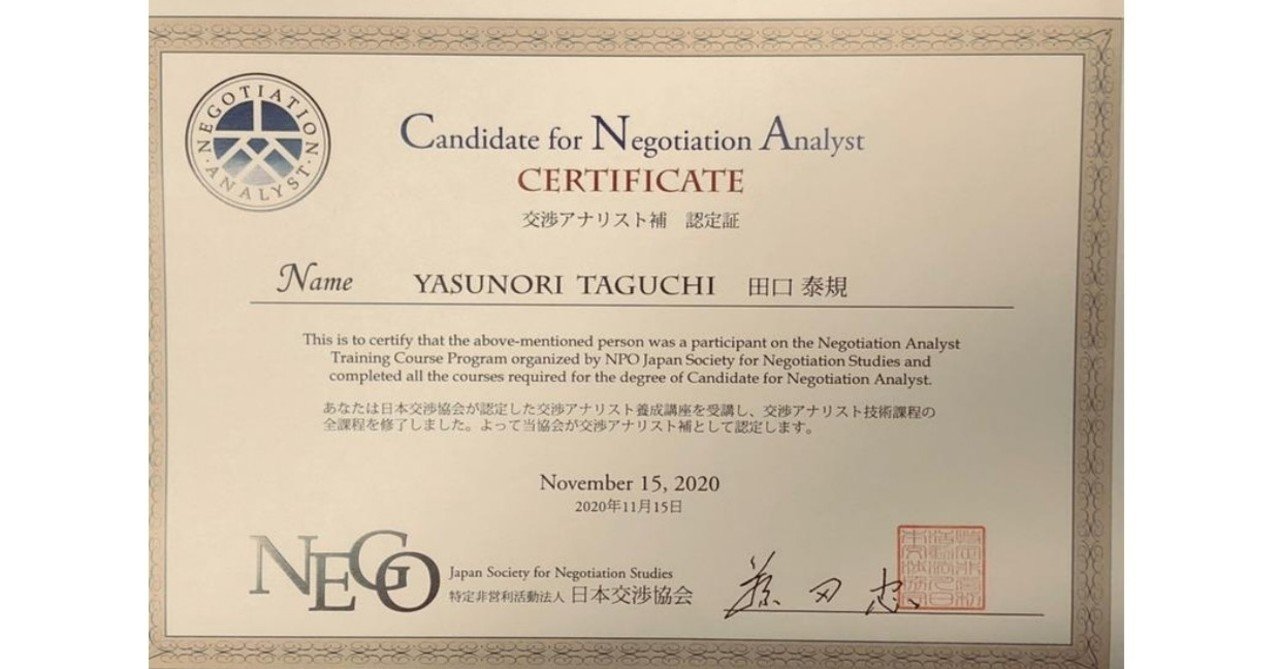 NEGOTIATION
ANALYST
Candidate for Negotiation Analyst
CERTIFICATE
交渉アナリスト補 認定証
Name YASUNORI TAGUCHI 田口 泰規
This is to certify that the above-mentioned person was a participant on the Negotiation Analyst
Training Course Program organized by NPO Japan Society for Negotiation Studies and
completed all the courses required for the degree of Candidate for Negotiation Analyst.
あなたは日本交渉協会が認定した交渉アナリスト養成講座を受講し、交渉アナリスト技術課程の
全課程を修了しました。よって当協会が交渉アナリスト補として認定します。
November 15, 2020
2020年11月15日
NEGO
Japan Society for Negotiation Studies
特定非営利活動法人 日本交渉協会